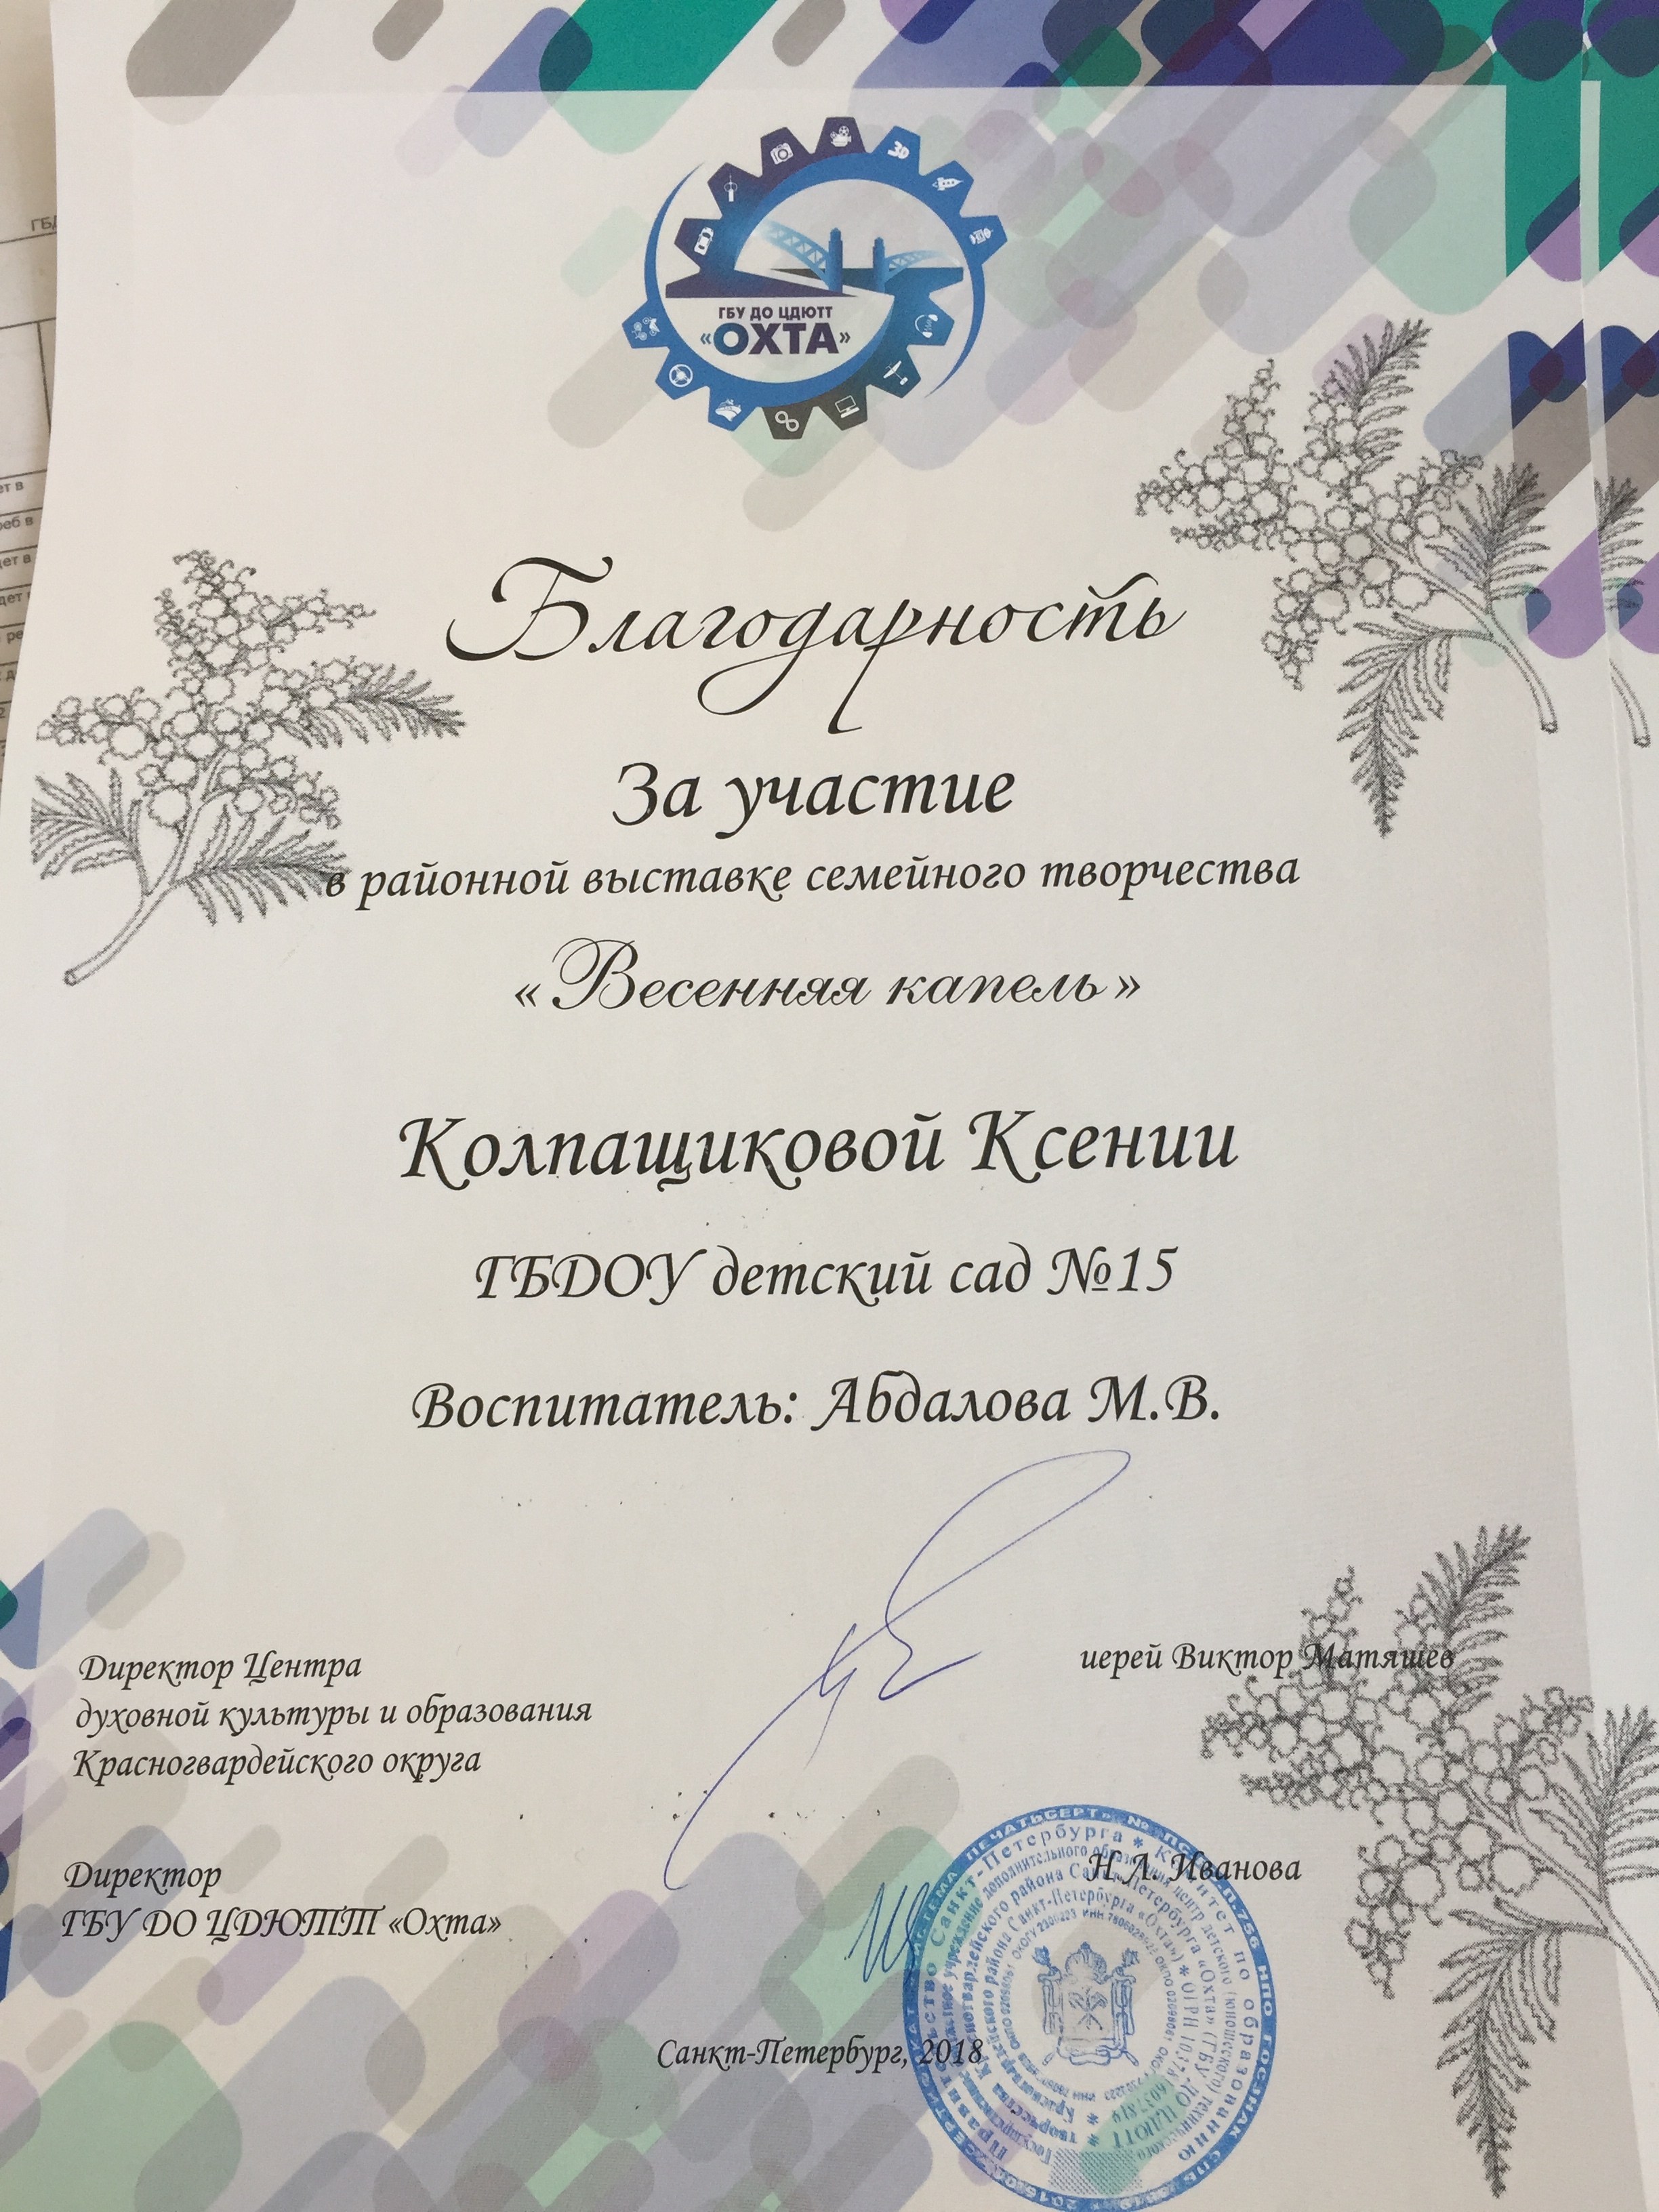 ГБУ ДО ЦДЮТТ
«ОХТА»
Благодарность
За участие
в районной выставке семейного творчества
«Весенняя капель»
Колпащиковой Ксении
ГБДОУ детский сад №15
Воспитатель: Абдалова М.В.
Директор Центра
духовной культуры и образования
Красногвардейского округа
иерей Виктор Матяшев
Директор
ГБУ ДО ЦДЮТТ «Охта»
Н.Л. Иванова
Санкт-Петербург, 2018